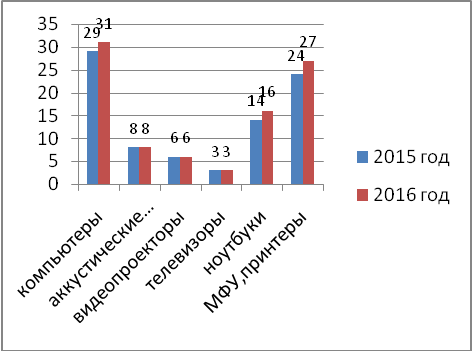 35
30
25
20
15
10
5
0
29 31
8 8
6 6
3 3
14 16
24 27
компьютеры
аккустические...
видеопроекторы
телевизоры
ноутбуки
МФУ,принтеры
2015 год
2016 год